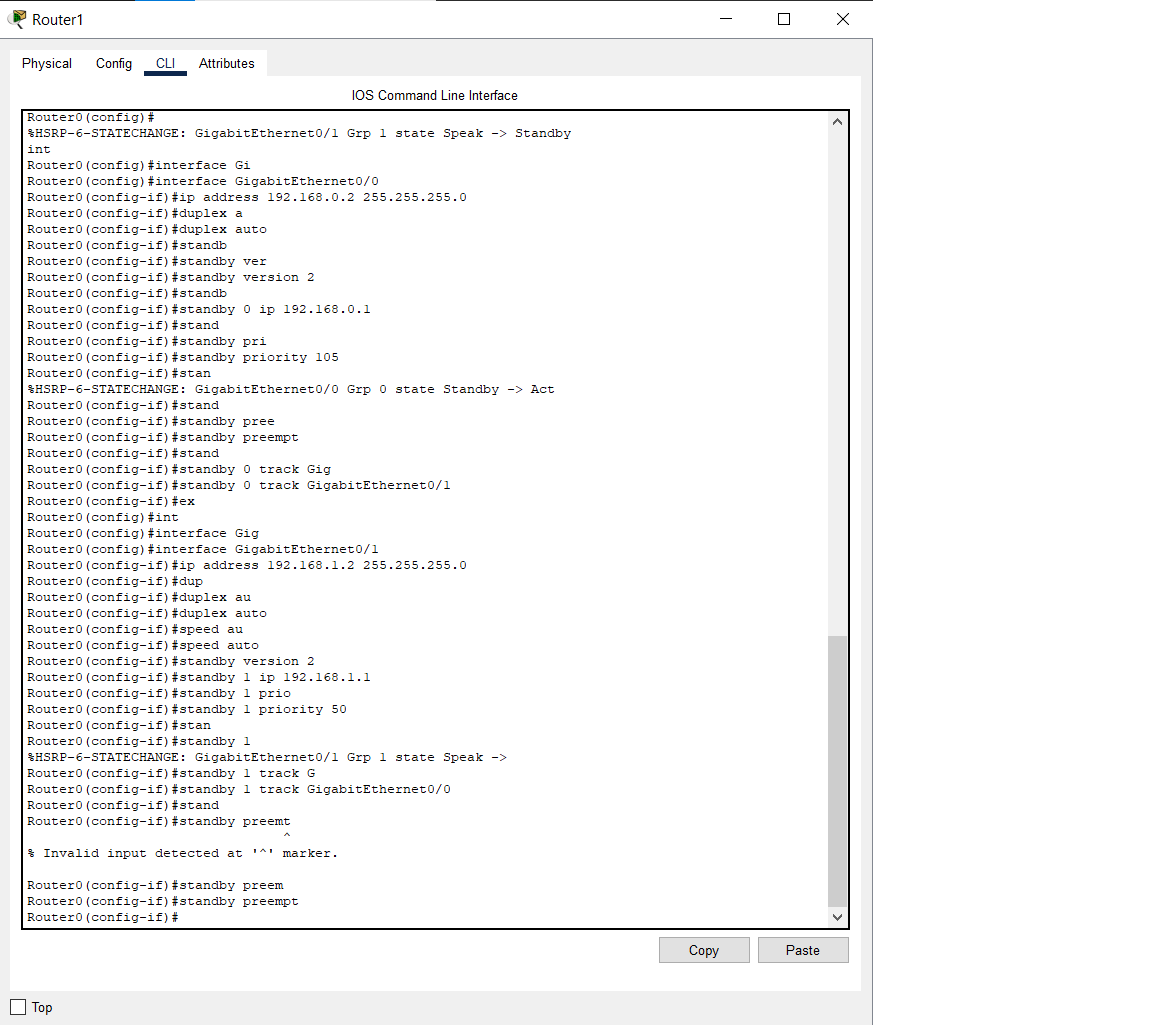 Router1
Physical Config CLI Attributes
IOS Command Line Interface
Router0(config)#
%HSRP-6-STATECHANGE: GigabitEthernet0/1 Grp 1 state Speak -> Standby
int
Router0(config)#interface Gi
Router0(config)#interface GigabitEthernet0/0
Router0(config-if)#ip address 192.168.0.2 255.255.255.0
Router0(config-if)#duplex a
Router0(config-if)#duplex auto
Router0(config-if)#standb
Router0(config-if)#standby ver
Router0(config-if)#standby version 2
Router0(config-if)#standb
Router0(config-if)#standby 0 ip 192.168.0.1
Router0(config-if)#stand
Router0(config-if)#standby pri
Router0(config-if)#standby priority 105
Router0(config-if)#stan
%HSRP-6-STATECHANGE: GigabitEthernet0/0 Grp 0 state Standby -> Act
Router0(config-if)#stand
Router0(config-if)#standby pree
Router0(config-if)#standby preempt
Router0(config-if)#stand
Router0(config-if)#standby 0 track Gig
Router0(config-if)#standby 0 track GigabitEthernet0/1
Router0(config-if)#ex
Router0(config)#int
Router0(config)#interface Gig
Router0(config)#interface GigabitEthernet0/1
Router0(config-if)#ip address 192.168.1.2 255.255.255.0
Router0(config-if)#dup
Router0(config-if)#duplex au
Router0(config-if)#duplex auto
Router0(config-if)#speed au
Router0(config-if)#speed auto
Router0(config-if)#standby version 2
Router0(config-if)#standby 1 ip 192.168.1.1
Router0(config-if)#standby 1 prio
Router0(config-if)#standby 1 priority 50
Router0(config-if)#stan
Router0(config-if)#standby 1
%HSRP-6-STATECHANGE: GigabitEthernet0/1 Grp 1 state Speak ->
Router0(config-if)#standby 1 track G
Router0(config-if)#standby 1 track GigabitEthernet0/0
Router0(config-if)#stand
Router0(config-if)#standby preemt
^
% Invalid input detected at '^' marker.
Router0(config-if)#standby preem
Router0(config-if)#standby preempt
Router0(config-if)#
Copy Paste
Top